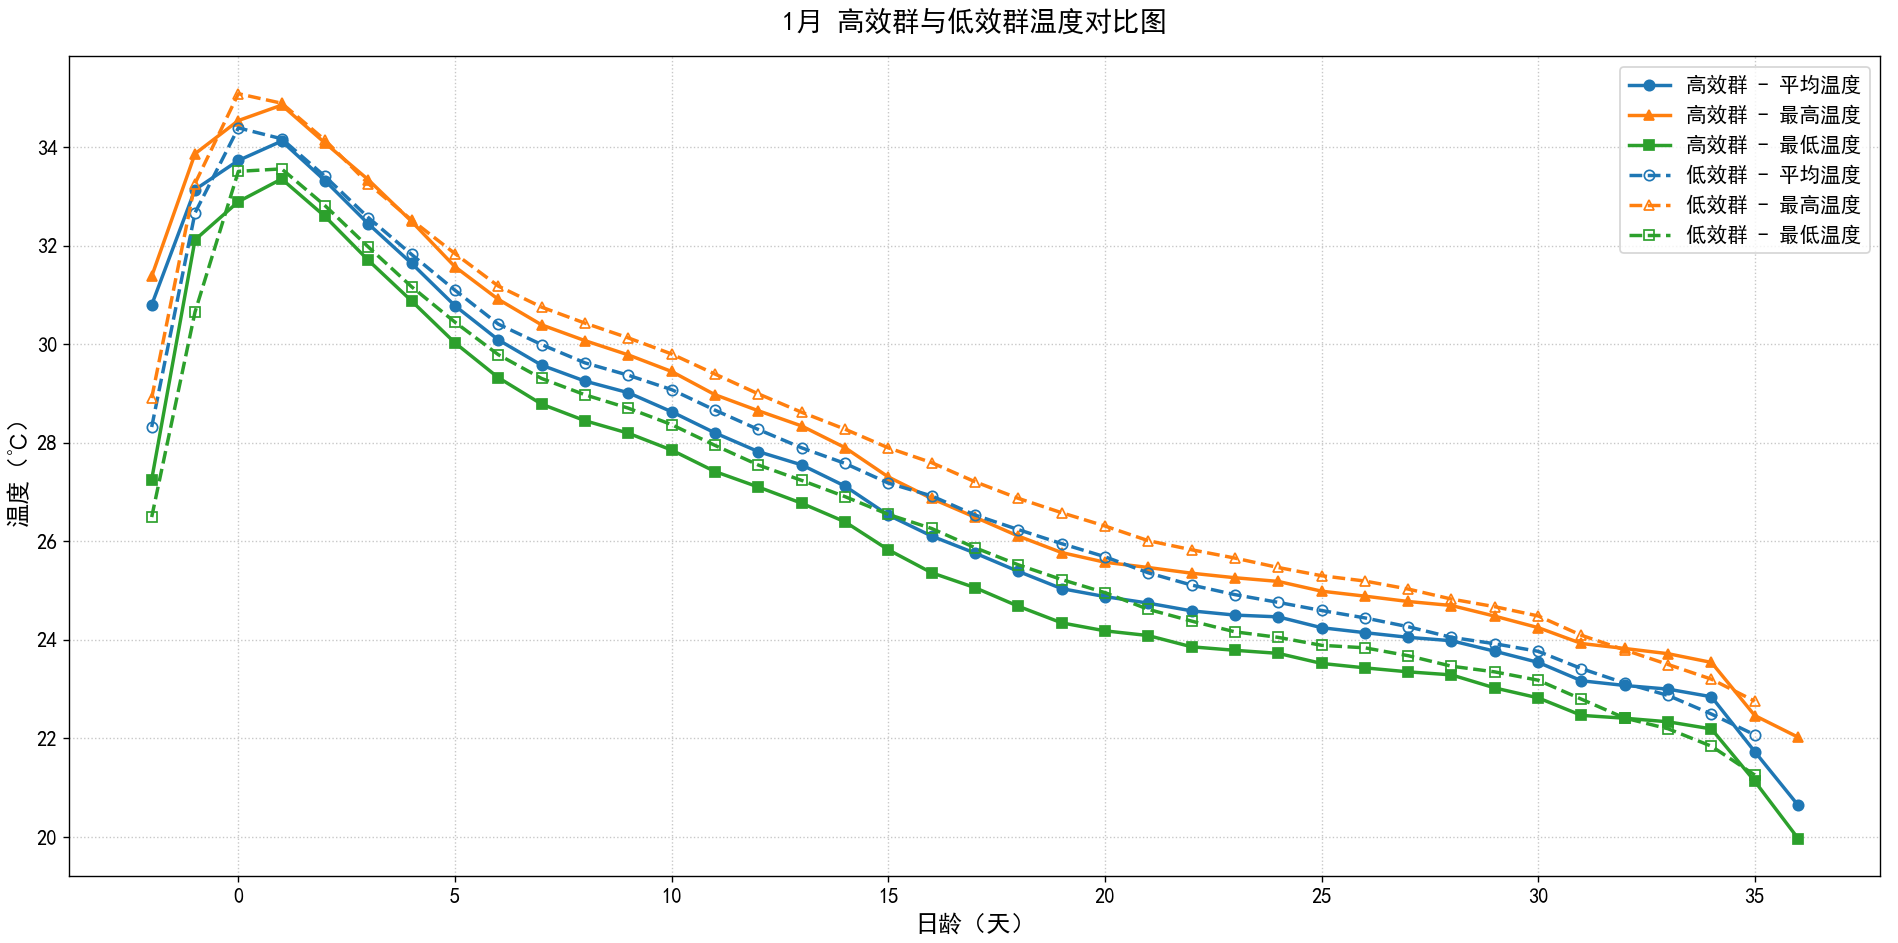 1月 高效群与低效群温度对比图
高效群 - 平均温度
高效群 - 最高温度
高效群 - 最低温度
低效群 - 平均温度
低效群 - 最高温度
低效群 - 最低温度
温度（℃）
34
32
30
28
26
24
22
20
0 5 10 15 20 25 30 35
日龄（天）